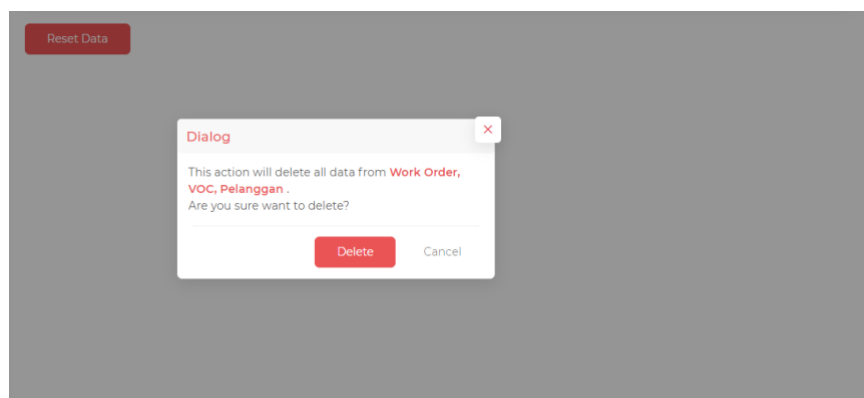 Reset Data
Dialog
This action will delete all data from Work Order,
VOC, Pelanggan .
Are you sure want to delete?
Delete Cancel